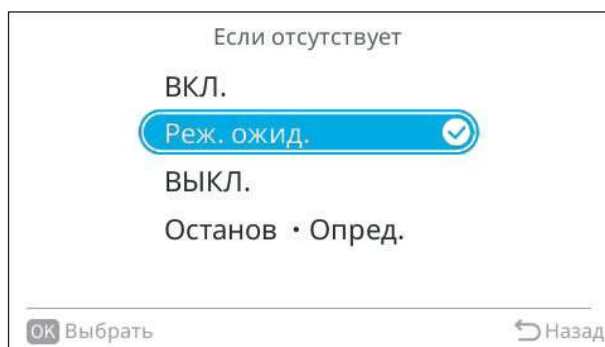 Если отсутствует
ВКЛ.
Реж. ожид.
ВЫКЛ.
Останов ・Опред.
OK Выбрать
Назад